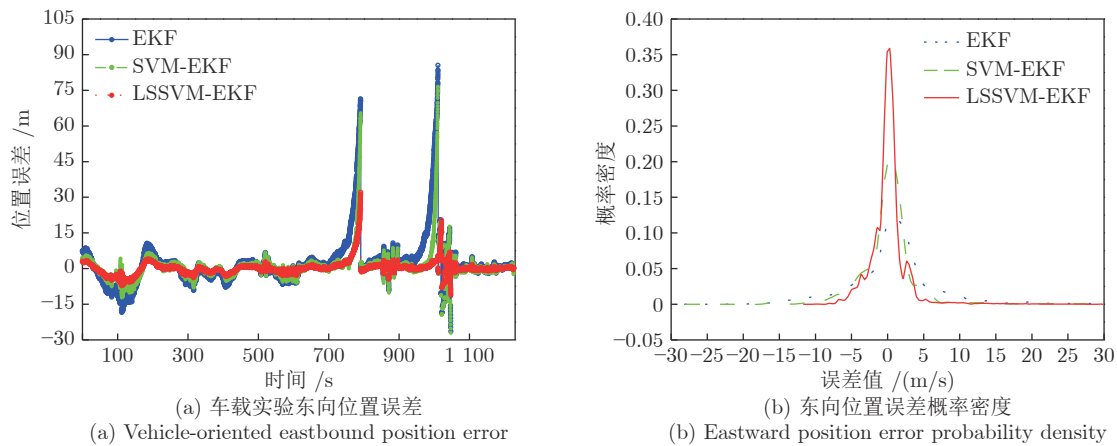 105
90
75
60
45
30
15
0
−15
−30
位置误差 /m
EKF
SVM-EKF
LSSVM-EKF
100 300 500 700 900 1 100
时间 /s
(a) 车载实验东向位置误差
(a) Vehicle-oriented eastbound position error
0.40
0.35
0.30
0.25
0.20
0.15
0.10
0.05
0
−0.05
概率密度
EKF
SVM-EKF
LSSVM-EKF
−30 −25 −20 −15 −10 −5 0 5 10 15 20 25 30
误差值 /(m/s)
(b) 东向位置误差概率密度
(b) Eastward position error probability density